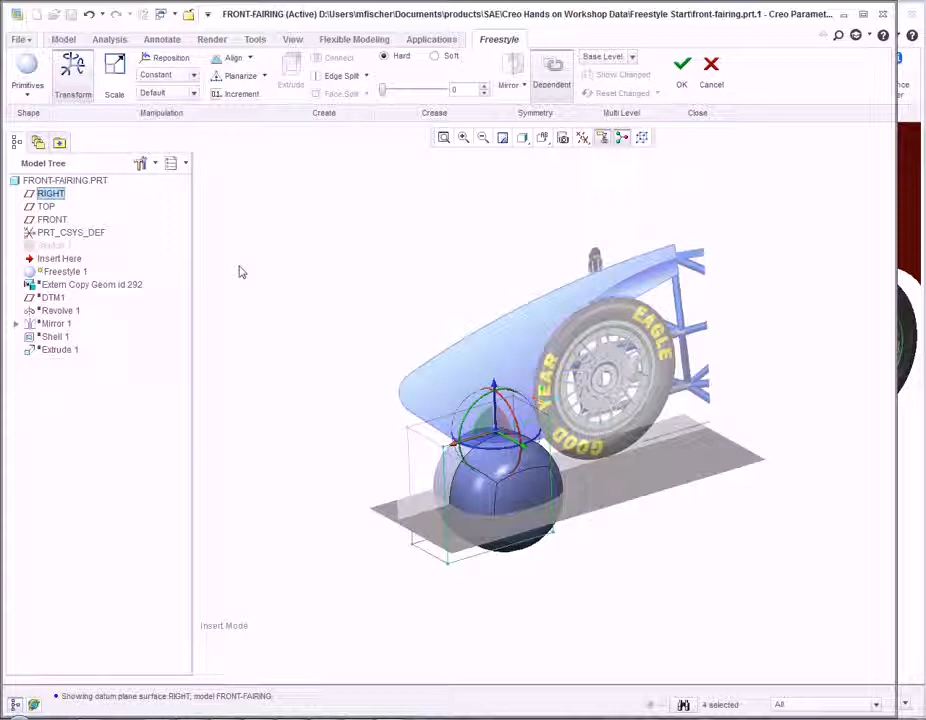 FRONT-FAIRING (Active) D:\Users\mfischer\Documents\products\SAE\Creo Hands on Workshop Data\Freestyle Start\front-fairing.prt.1 - Creo Paramet...
File Model Analysis Annotate Render Tools View Flexible Modeling Applications Freestyle
Primitives
Transform
Scale
Reposition
Constant
Default
Align
Planarize
Increment
Extrude
Connect
Edge Split
Face Split
Hard Soft
0
Mirror
Dependent
Base Level
Show Changed
Reset Changed
OK
Cancel
Shape Manipulation Create Crease Symmetry Multi Level Close
Model Tree
FRONT-FAIRING.PRT
RIGHT
TOP
FRONT
PRT_CSYS_DEF
Insert Here
Freestyle 1
Extern Copy Geom id 292
DTM1
Revolve 1
Mirror 1
Shell 1
Extrude 1
EAGLE
YEAR
GOOD
Insert Mode
Showing datum plane surface RIGHT, model FRONT-FAIRING.
4 selected
All